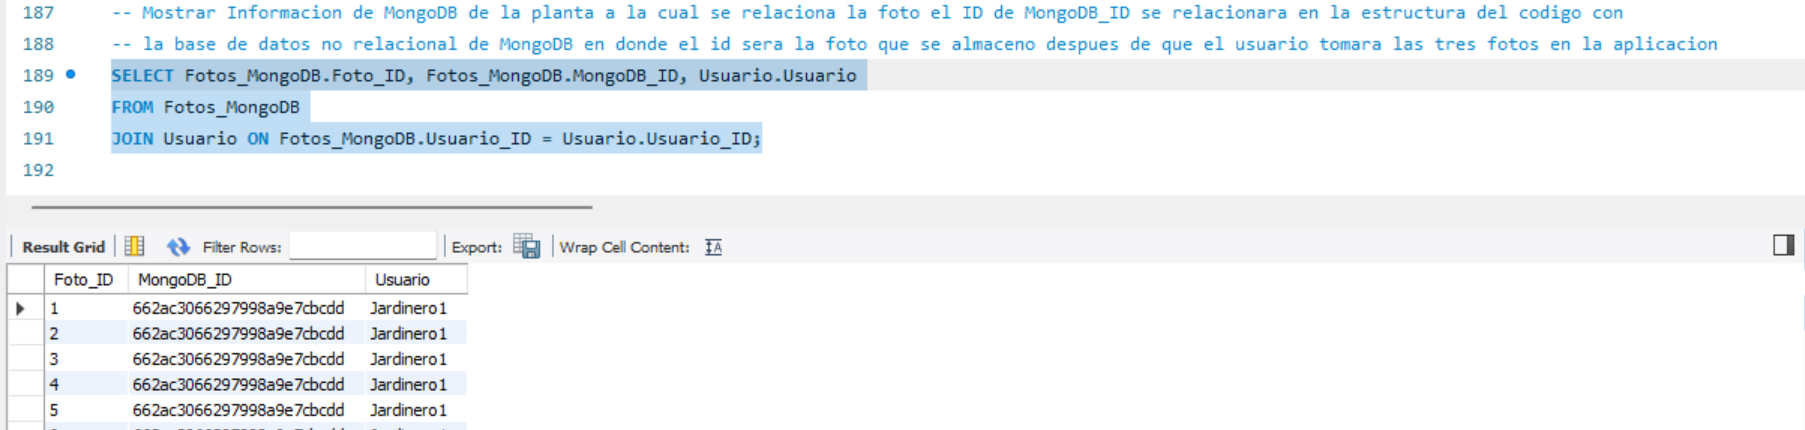 187 -- Mostrar Informacion de MongoDB de la planta a la cual se relaciona la foto el ID de MongoDB_ID se relacionara en la estructura del codigo con
188 -- la base de datos no relacional de MongoDB en donde el id sera la foto que se almaceno despues de que el usuario tomara las tres fotos en la aplicacion
189 SELECT Fotos_MongoDB.Foto_ID, Fotos_MongoDB.MongoDB_ID, Usuario.Usuario
190 FROM Fotos_MongoDB
191 JOIN Usuario ON Fotos_MongoDB.Usuario_ID = Usuario.Usuario_ID;
192
Result Grid Filter Rows: Export: Wrap Cell Content: IA
Foto_ID MongoDB_ID Usuario
1 662ac3066297998a9e7cbcdd Jardinero1
2 662ac3066297998a9e7cbcdd Jardinero1
3 662ac3066297998a9e7cbcdd Jardinero1
4 662ac3066297998a9e7cbcdd Jardinero1
5 662ac3066297998a9e7cbcdd Jardinero1